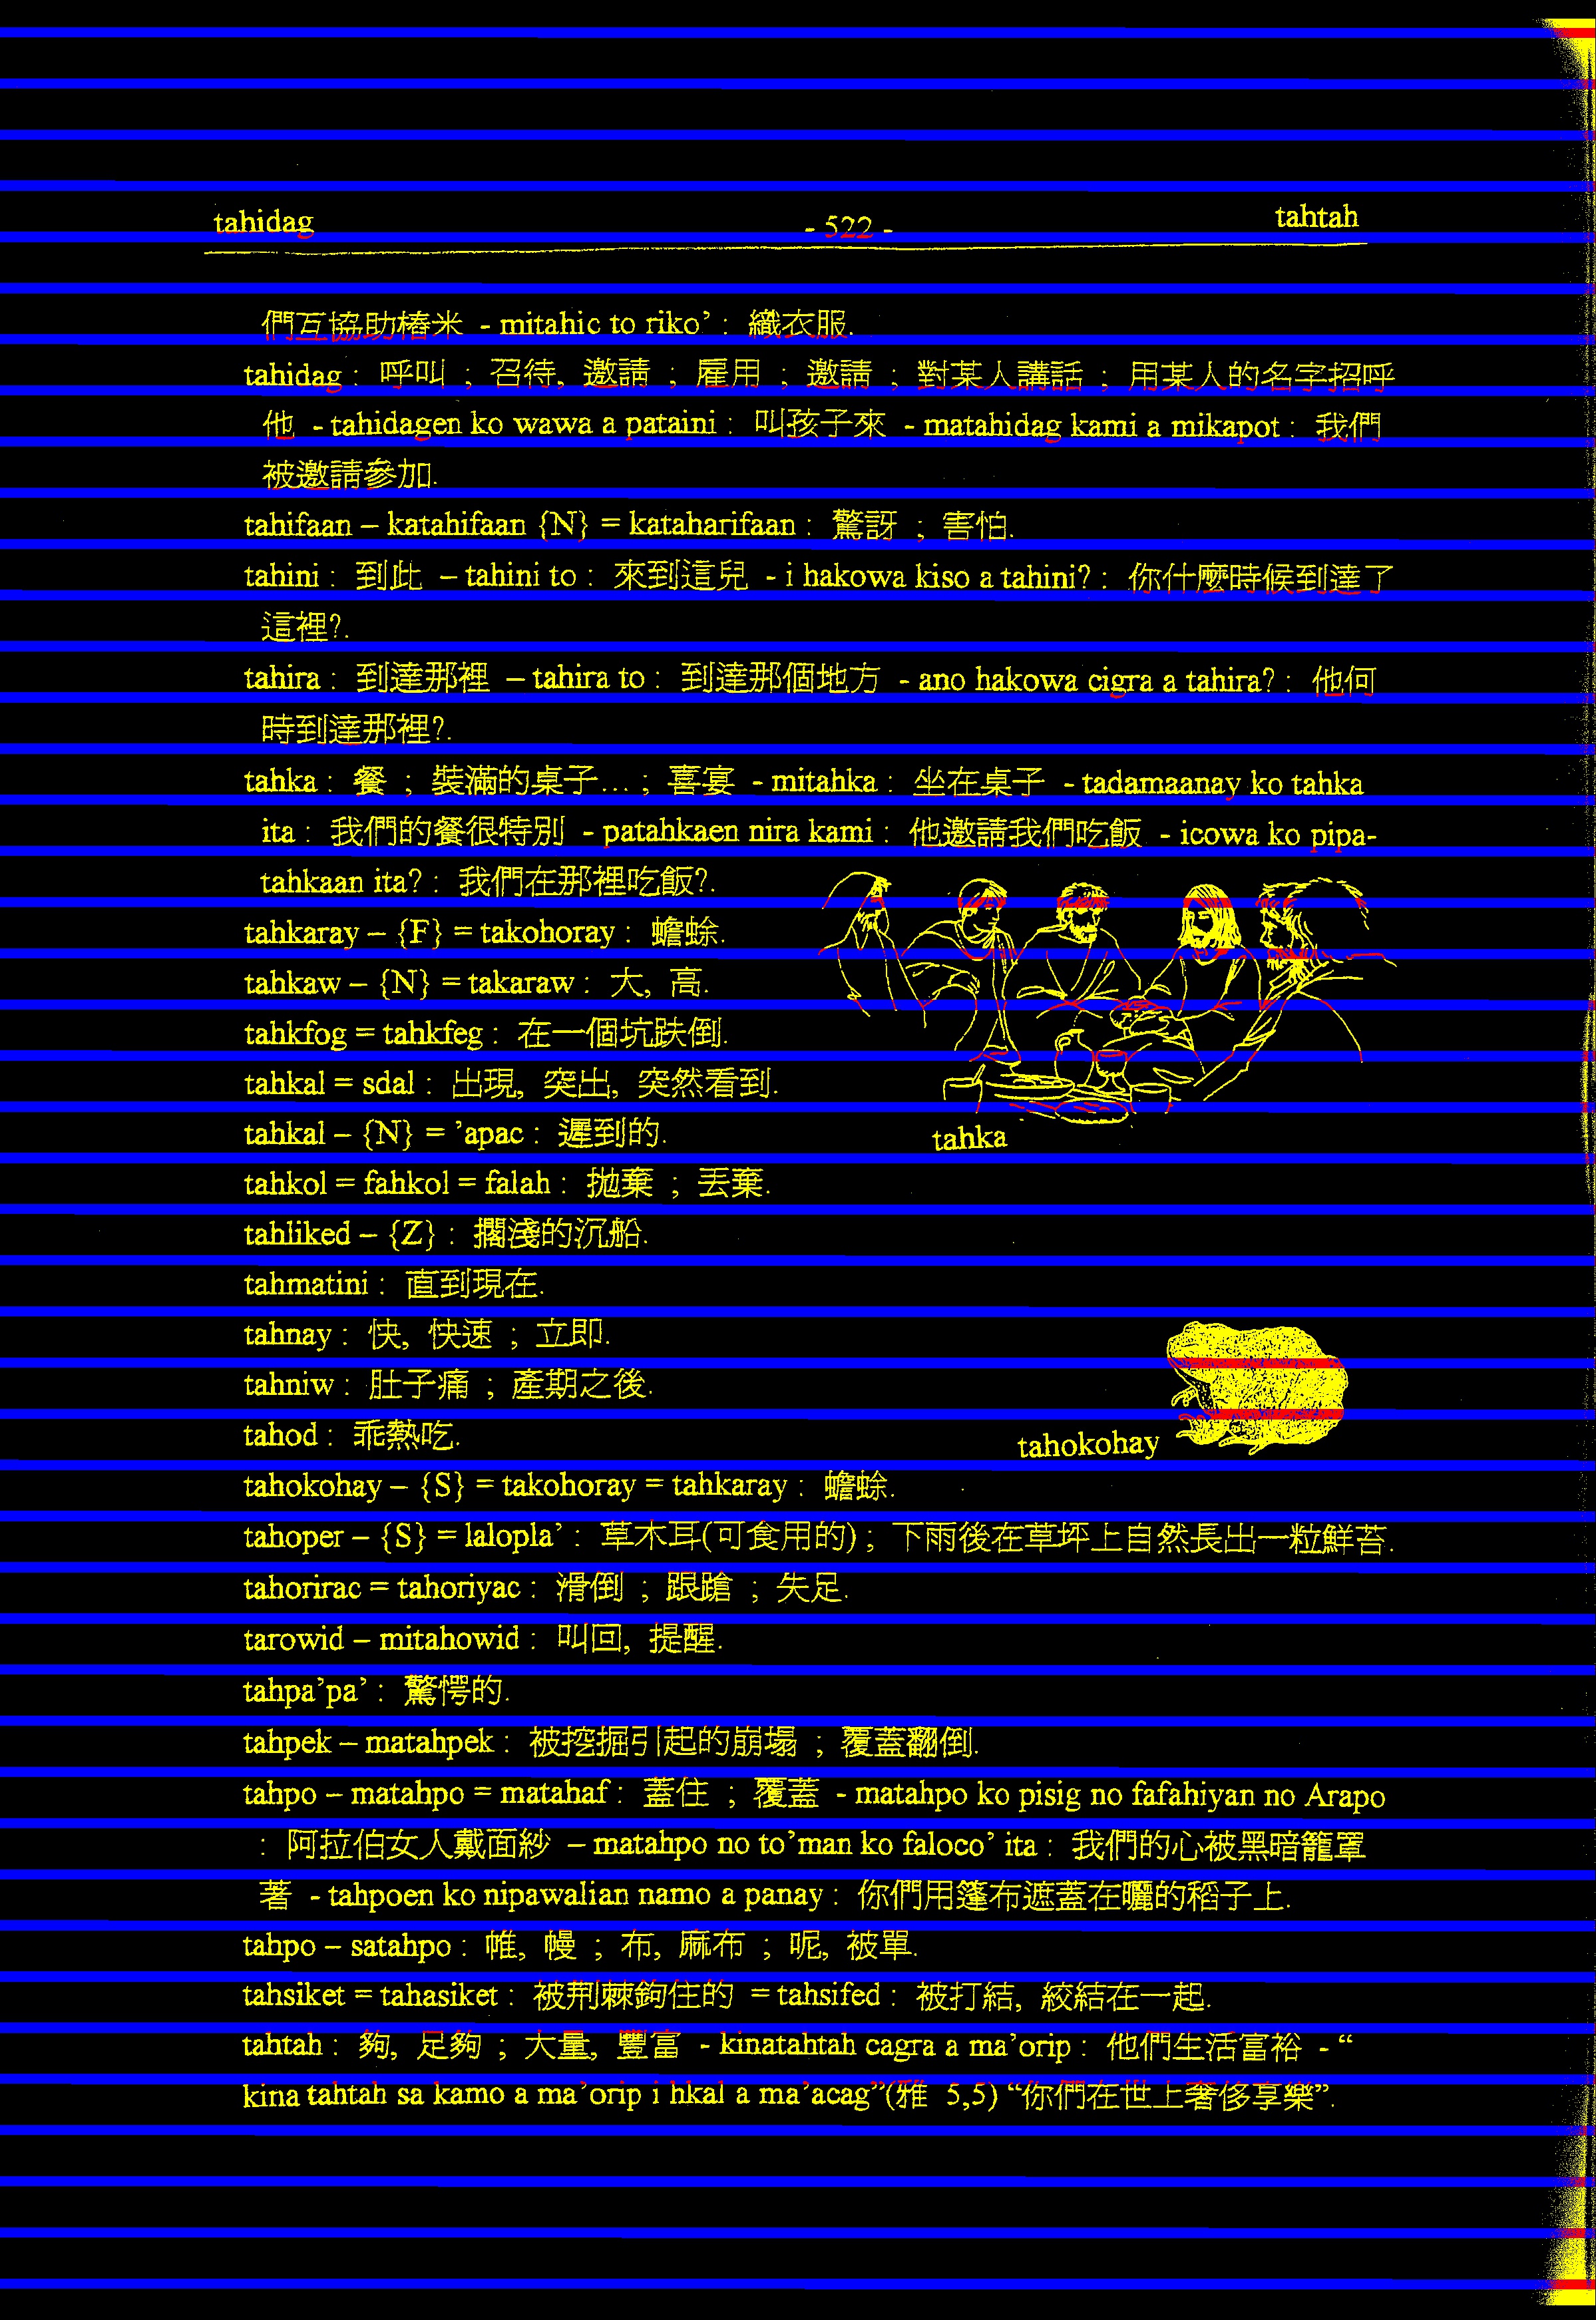 tahidag - 522 - tahtah
們互協助樁米 - mitahic to riko’ : 織衣服.
tahidag : 呼叫 ; 召待, 邀請 ; 雇用 ; 邀請 ; 對某人講話 ; 用某人的名字招呼
他 - tahidagen ko wawa a pataini : 叫孩子來 - matahidag kami a mikapot : 我們
被邀請參加.
tahifaan – katahifaan {N} = kataharifaan : 驚訝 ; 害怕.
tahini : 到此 – tahini to : 來到這兒 - i hakowa kiso a tahini? : 你什麼時候到達了
這裡?.
tahira : 到達那裡 – tahira to : 到達那個地方 - ano hakowa cigra a tahira? : 他何
時到達那裡?.
tahka : 餐 ; 裝滿的桌子... ; 喜宴 - mitahka : 坐在桌子 - tadamaanay ko tahka
ita : 我們的餐很特別 - patahkaen nira kami : 他邀請我們吃飯 - icowa ko pipa-
tahkaan ita? : 我們在那裡吃飯?.
tahkaray – {F} = takohoray : 蟾蜍.
tahkaw – {N} = takaraw : 大, 高.
tahkfog = tahkfeg : 在一個坑趺倒.
tahkal = sdal : 出現, 突出, 突然看到.
tahkal – {N} = ’apac : 遲到的.
tahka
tahkol = fahkol = falah : 拋棄 ; 丟棄.
tahliked – {Z} : 擱淺的沉船.
tahmatini : 直到現在.
tahnay : 快, 快速 ; 立即.
tahniw : 肚子痛 ; 產期之後.
tahod : 乖熱吃.
tahokohay
tahokohay – {S} = takohoray = tahkaray : 蟾蜍.
tahoper – {S} = lalopla’ : 草木耳(可食用的) ; 下雨後在草坪上自然長出一粒鮮苔.
tahorirac = tahoriyac : 滑倒 ; 踉蹌 ; 失足.
tarowid – mitahowid : 叫回, 提醒.
tahpa’pa’ : 驚愕的.
tahpek – matahpek : 被挖掘引起的崩塌 ; 覆蓋翻倒.
tahpo – matahpo = matahaf : 蓋住 ; 覆蓋 - matahpo ko pisig no fafahiyan no Arapo
: 阿拉伯女人戴面紗 – matahpo no to’man ko faloco’ ita : 我們的心被黑暗籠罩
著 - tahpoen ko nipawalian namo a panay : 你們用篷布遮蓋在曬的稻子上.
tahpo – satahpo : 帷, 幔 ; 布, 麻布 ; 呢, 被單.
tahsiket = tahasiket : 被荆棘鉤住的 = tahsifed : 被打結, 絞結在一起.
tahtah : 夠, 足夠 ; 大量, 豐富 - kinatahtah cagra a ma’orip : 他們生活富裕 - “
kina tahtah sa kamo a ma’orip i hkal a ma’acag”(雅 5,5) “你們在世上奢侈享樂”.